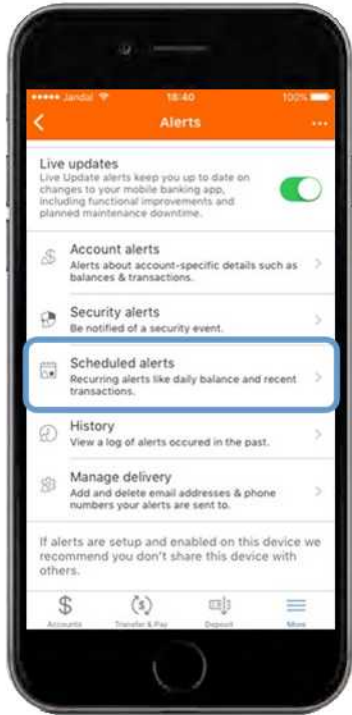 Jandal 18:40 100%
Alerts
Live updates
Live Update alerts keep you up to date on
changes to your mobile banking app,
including functional improvements and
planned maintenance downtime.
Account alerts
Alerts about account-specific details such as
balances & transactions.
Security alerts
Be notified of a security event.
Scheduled alerts
Recurring alerts like daily balance and recent
transactions.
History
View a log of alerts occured in the past.
Manage delivery
Add and delete email addresses & phone
numbers your alerts are sent to.
If alerts are setup and enabled on this device we
recommend you don't share this device with
others.
Accounts Transfer & Pay Deposit More